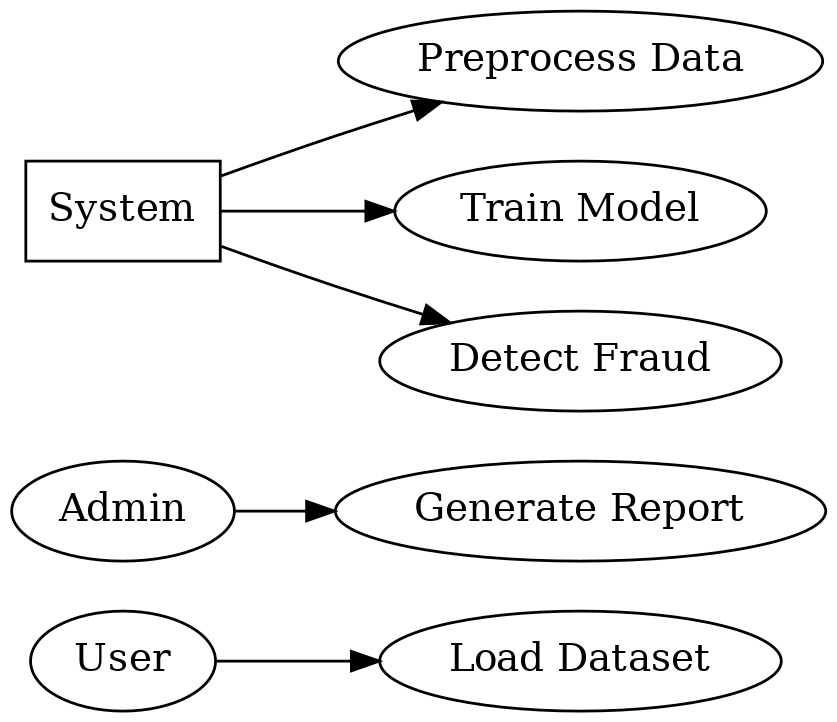 Preprocess Data
System
Train Model
Detect Fraud
Admin
Generate Report
User
Load Dataset